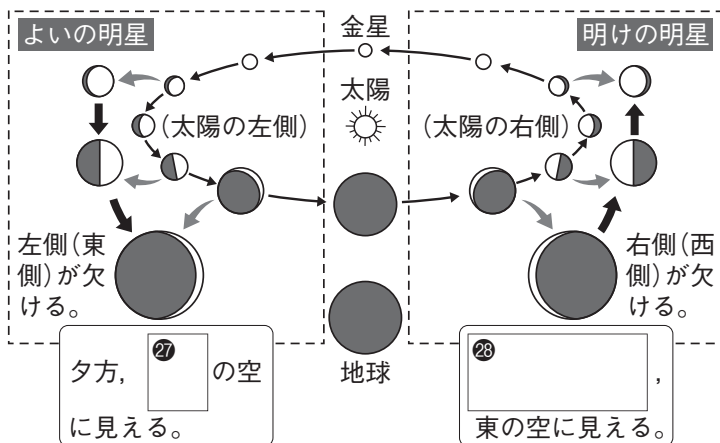 よいの明星
金星
明けの明星
太陽
(太陽の左側)
(太陽の右側)
左側(東
側)が欠
ける。
右側(西
側)が欠
ける。
地球
夕方, ㉗ の空
に見える。
㉘ ,
東の空に見える。